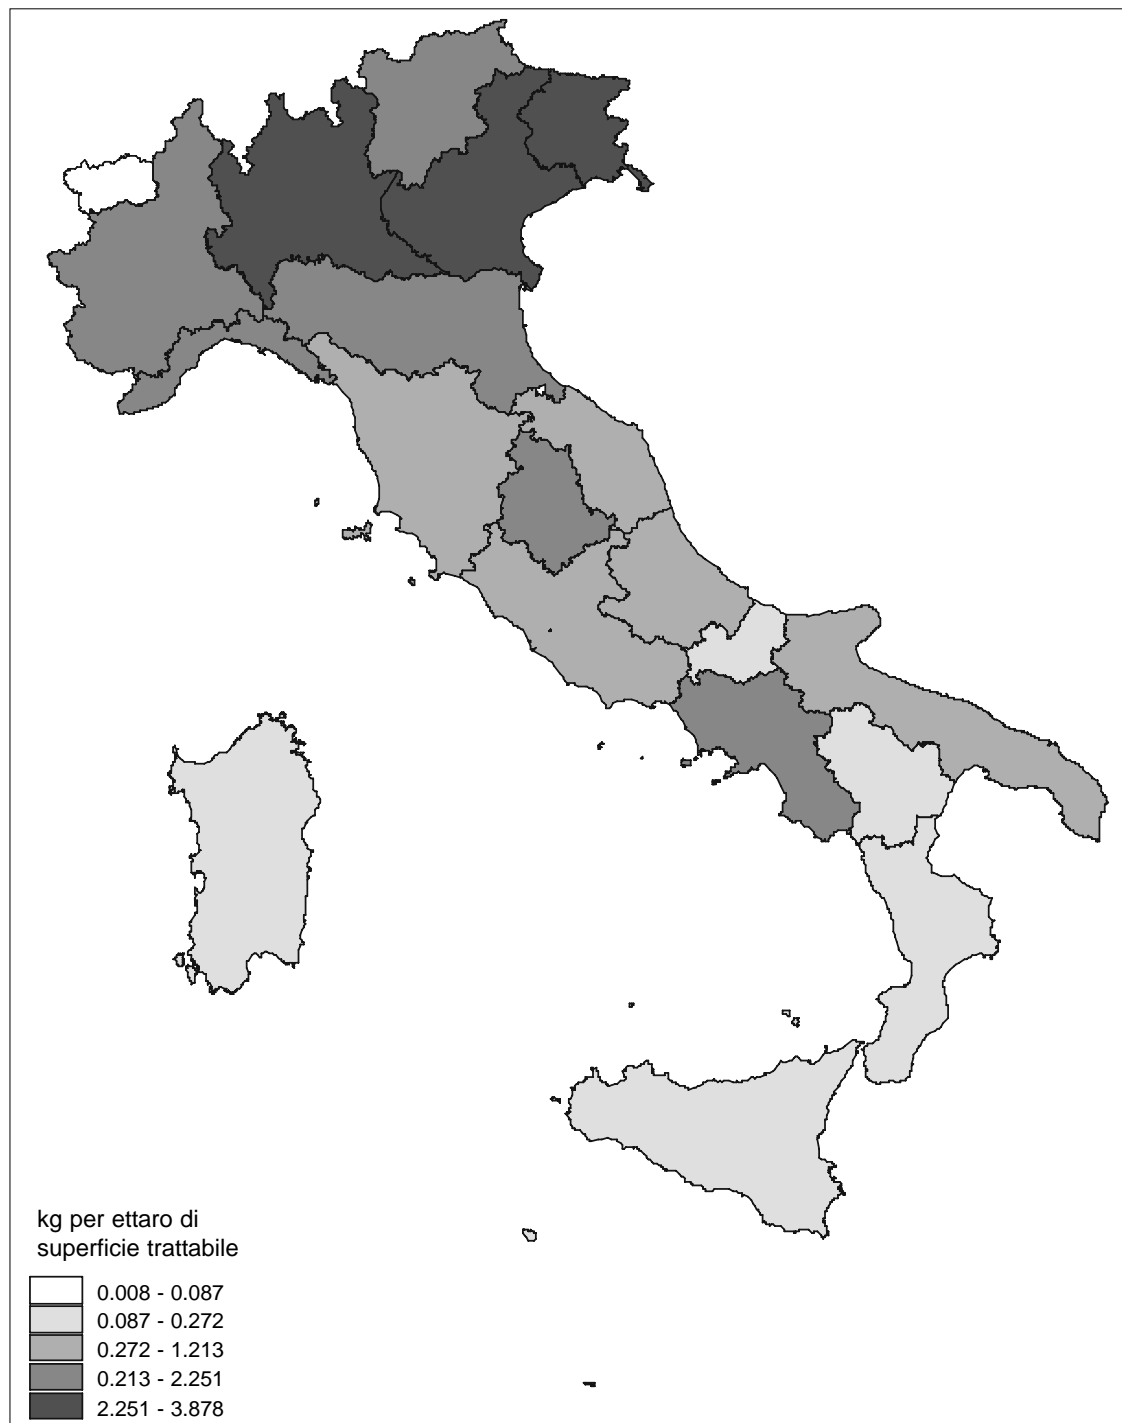 kg per ettaro di
superficie trattabile
0.008 - 0.087
0.087 - 0.272
0.272 - 1.213
0.213 - 2.251
2.251 - 3.878